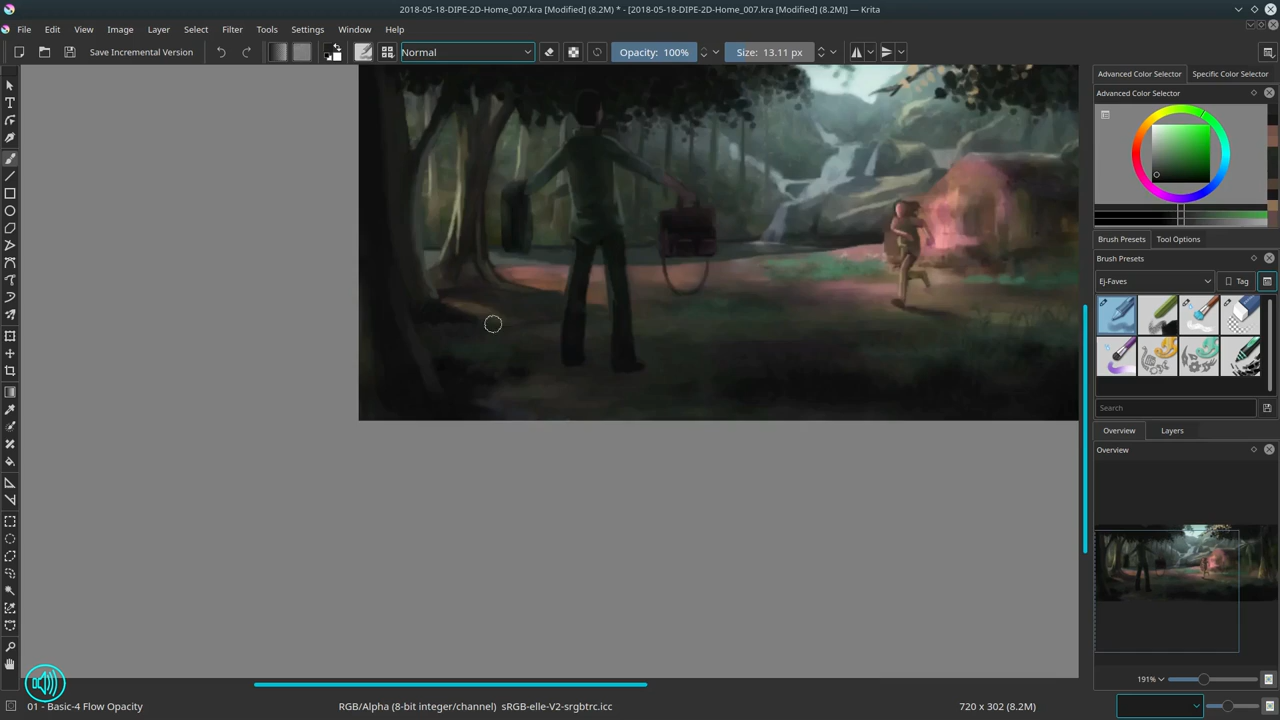 2018-05-18-DIPE-2D-Home_007.kra [Modified] (8.2M) * - [2018-05-18-DIPE-2D-Home_007.kra [Modified] (8.2M)] — Krita
File Edit View Image Layer Select Filter Tools Settings Window Help
Save Incremental Version Normal Opacity: 100% Size: 13.11 px
Advanced Color Selector Specific Color Selector
Advanced Color Selector
Brush Presets Tool Options
Brush Presets
Ej-Faves Tag
Search
Overview Layers
Overview
191%
01 - Basic-4 Flow Opacity RGB/Alpha (8-bit integer/channel) sRGB-elle-V2-srgbtrc.icc 720 x 302 (8.2M)